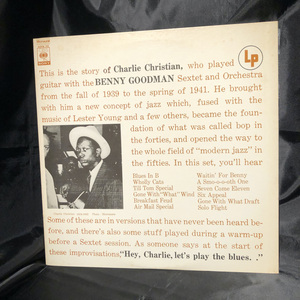 Lp
This is the story of Charlie Christian, who played
guitar with the BENNY GOODMAN Sextet and Orchestra
from the fall of 1939 to the spring of 1941. He brought
with him a new concept of jazz which, fused with the
music of Lester Young and a few others, became the foun-
dation of what was called bop in
the forties, and opened the way to
the whole field of "modern jazz" in
the fifties. In this set, you'll hear
Blues In B
Wholly Cats
Till Tom Special
Gone With "What" Wind
Breakfast Feud
Air Mail Special
Waitin' For Benny
A Smo-o-ooth One
Seven Come Eleven
Six Appeal
Gone With What Draft
Solo Flight
Some of these are in versions that have never been heard be-
fore, and there's also some stuff played during a warm-up
before a Sextet session. As someone says at the start of
these improvisations, "Hey, Charlie, let's play the blues. ."